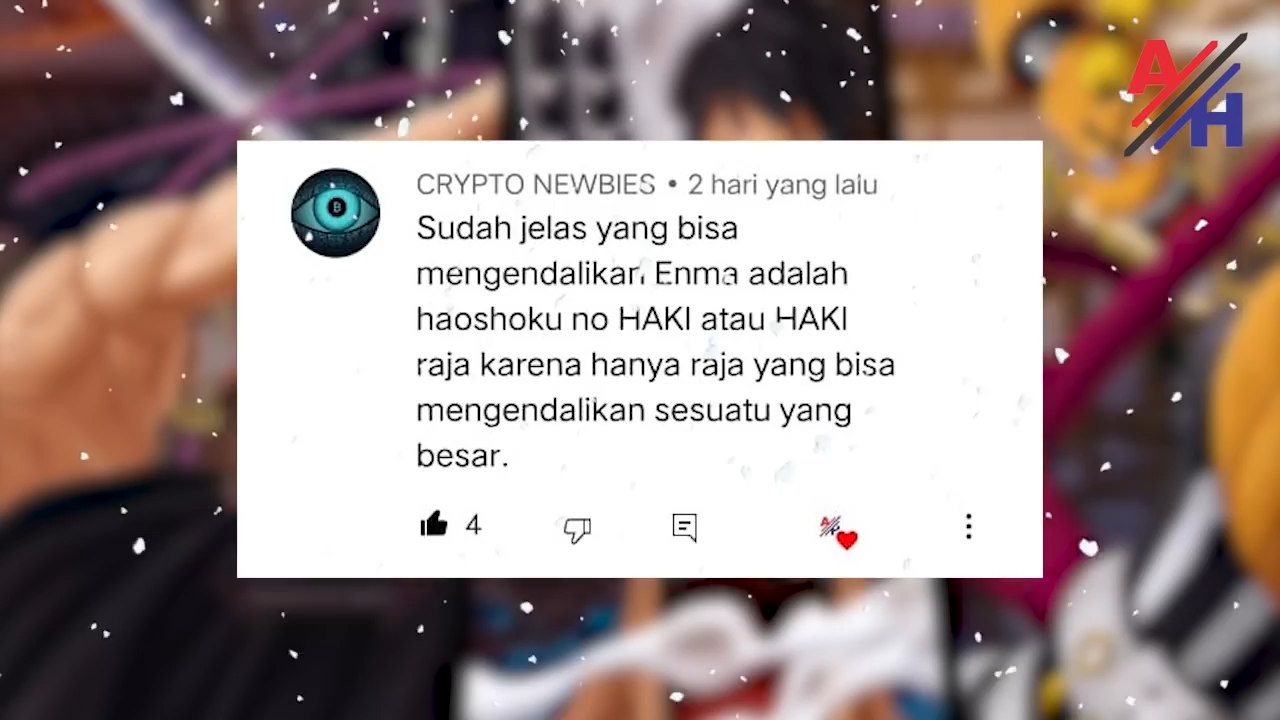 A/H
CRYPTO NEWBIES • 2 hari yang lalu
Sudah jelas yang bisa
mengendalikan Enma adalah
haoshoku no HAKI atau HAKI
raja karena hanya raja yang bisa
mengendalikan sesuatu yang
besar.
4